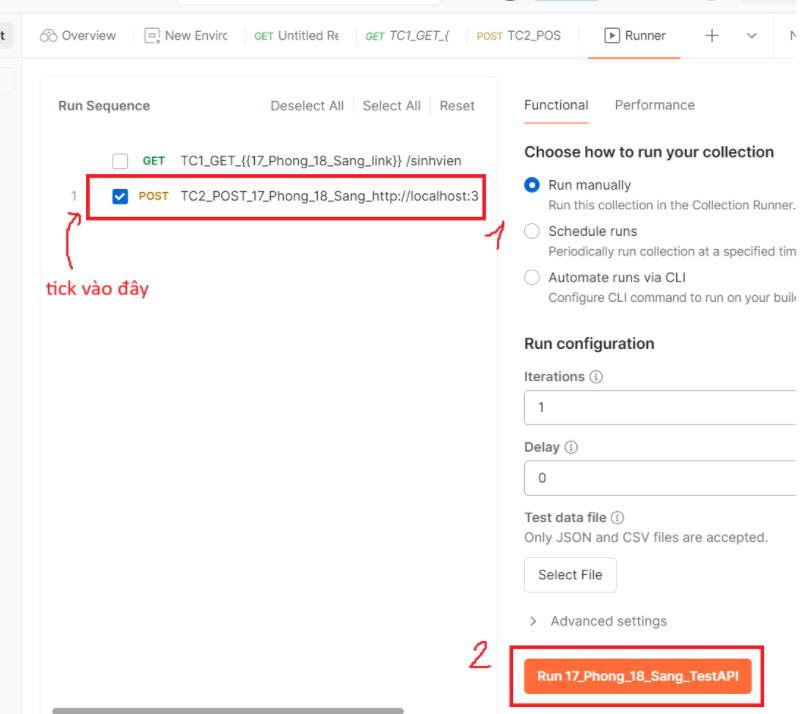 t
Overview
New Enviro
GET Untitled Re
GET TC1_GET_{
POST TC2_POS
Runner
Run Sequence
Deselect All
Select All
Reset
GET TC1_GET_{{17_Phong_18_Sang_link}} /sinhvien
1 POST TC2_POST_17_Phong_18_Sang_http://localhost:3
1
tick vào đây
Functional
Performance
Choose how to run your collection
Run manually
Run this collection in the Collection Runner.
Schedule runs
Periodically run collection at a specified tim
Automate runs via CLI
Configure CLI command to run on your buil
Run configuration
Iterations
1
Delay
0
Test data file
Only JSON and CSV files are accepted.
Select File
Advanced settings
2
Run 17_Phong_18_Sang_TestAPI